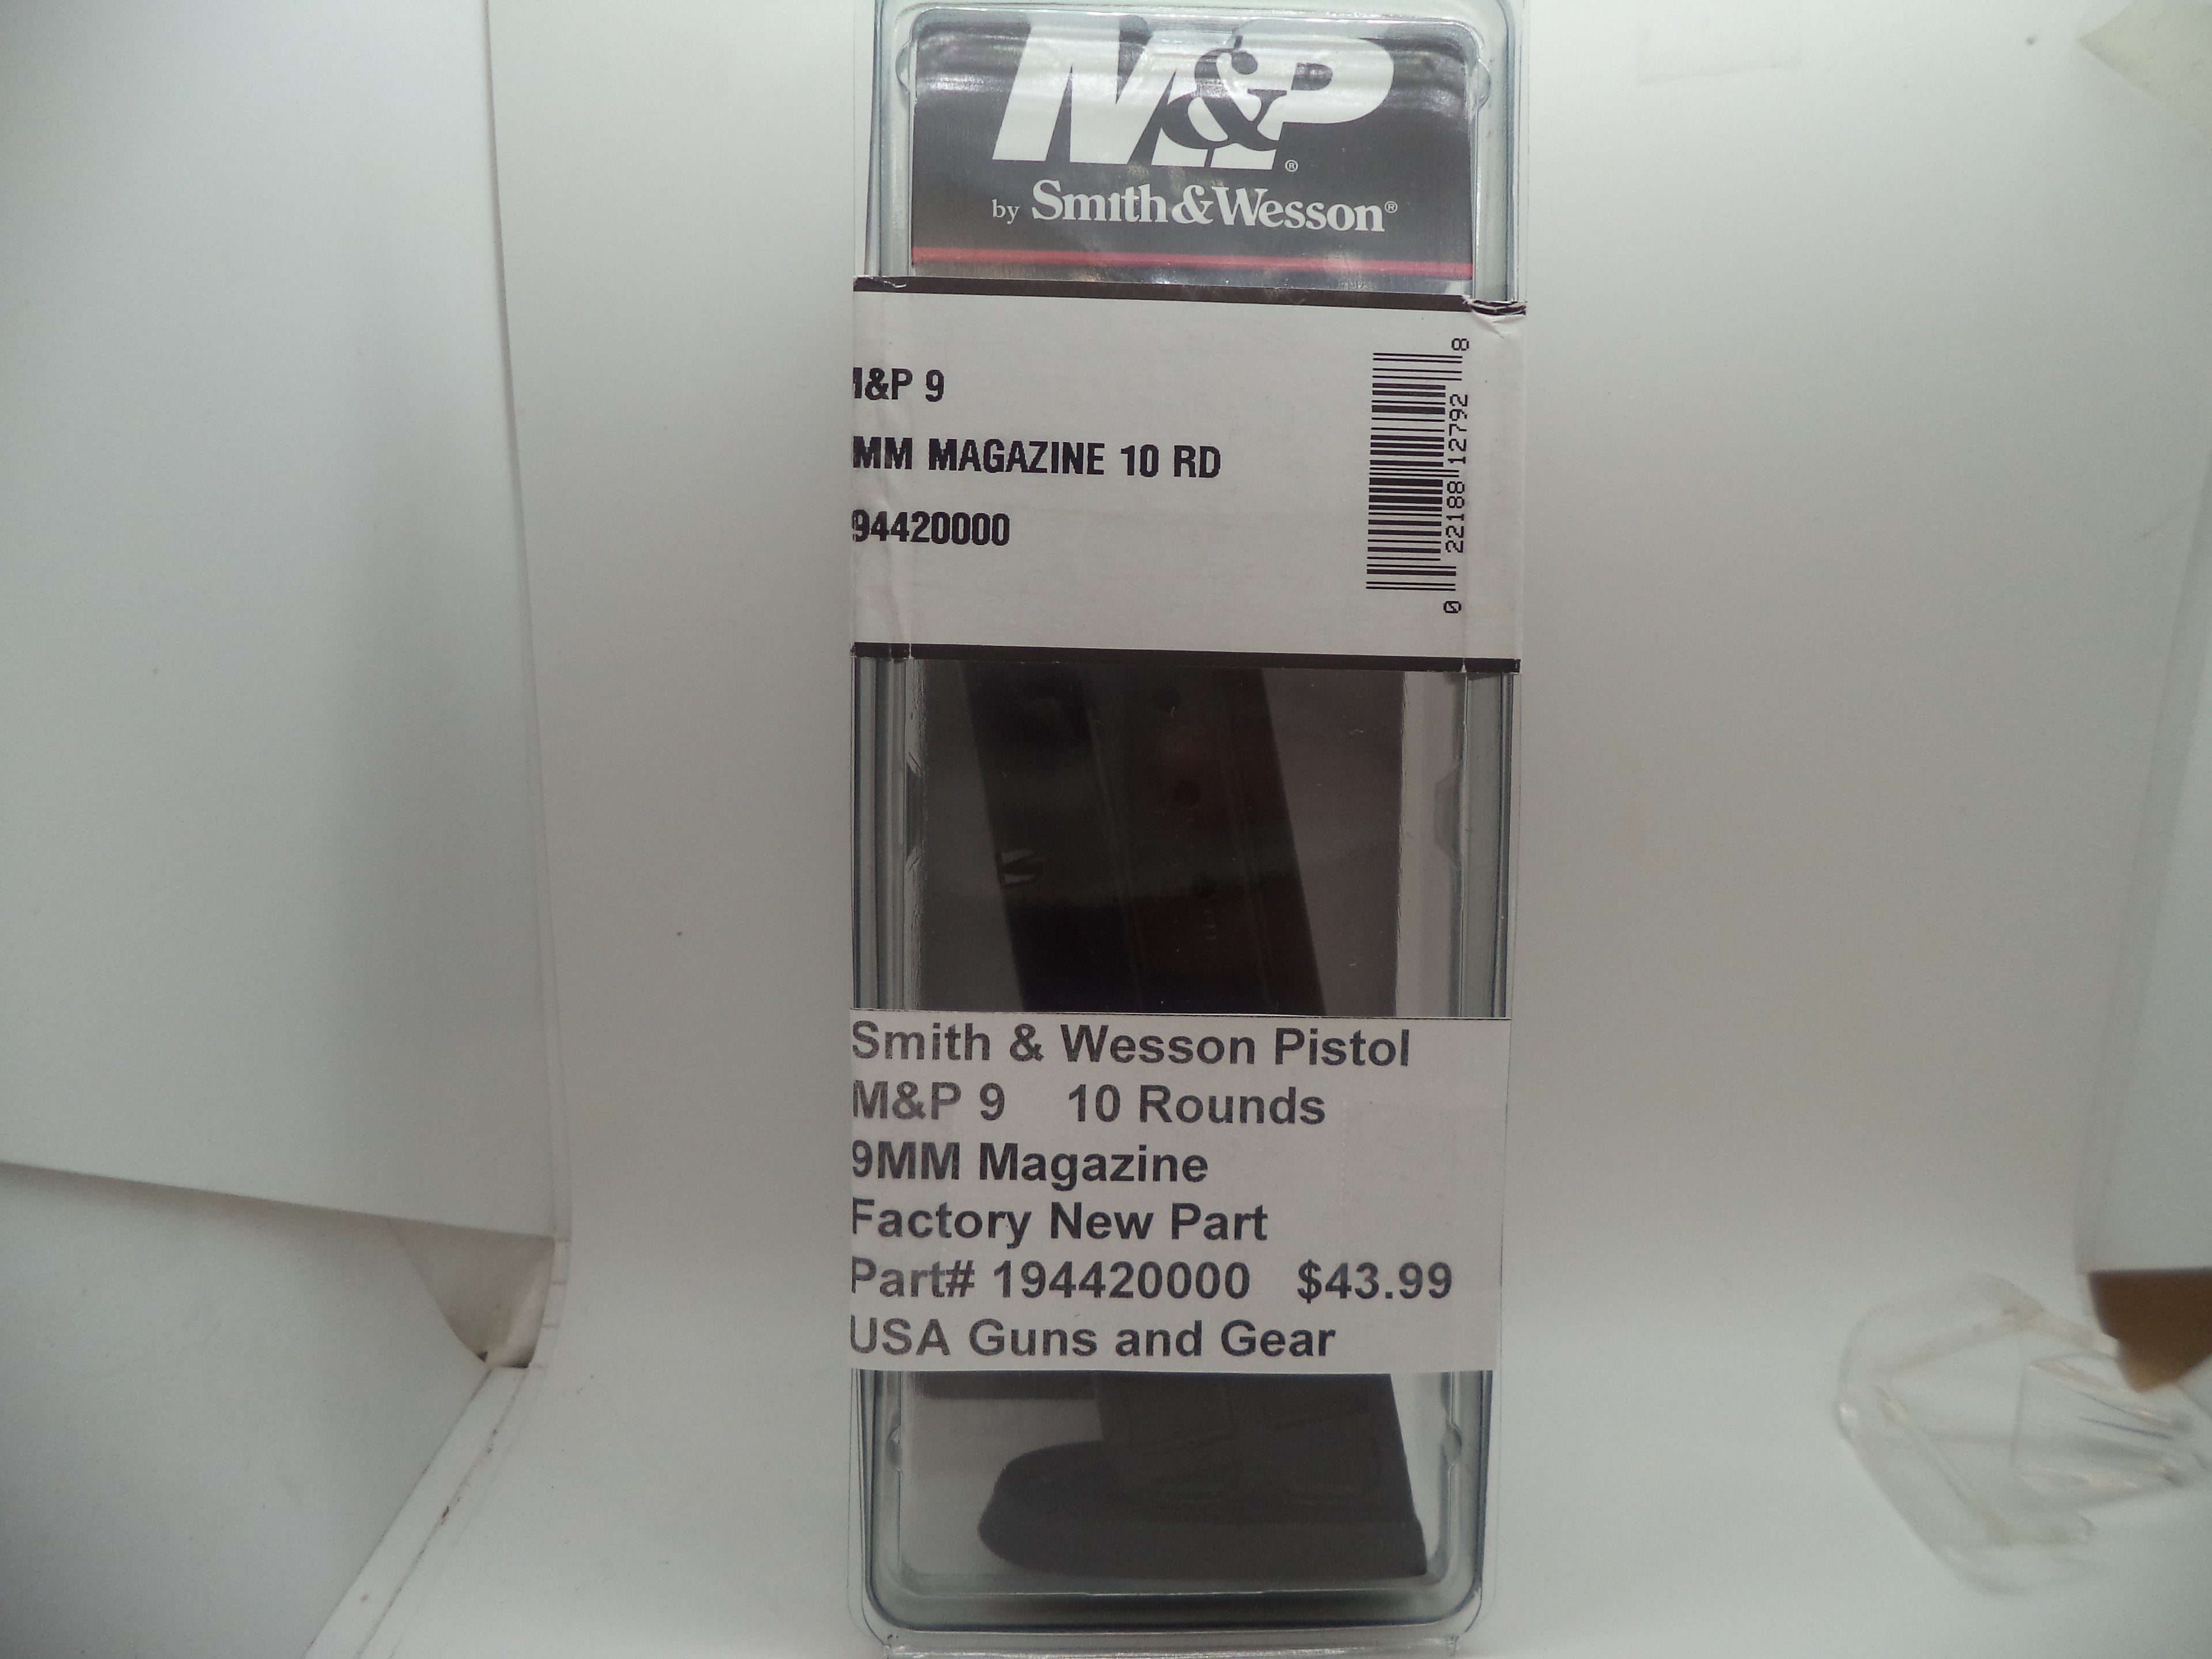 M&P®
by Smith&Wesson®
M&P 9
MM MAGAZINE 10 RD
94420000
0 22188 12792 8
Smith & Wesson Pistol
M&P 9 10 Rounds
9MM Magazine
Factory New Part
Part# 194420000 $43.99
USA Guns and Gear